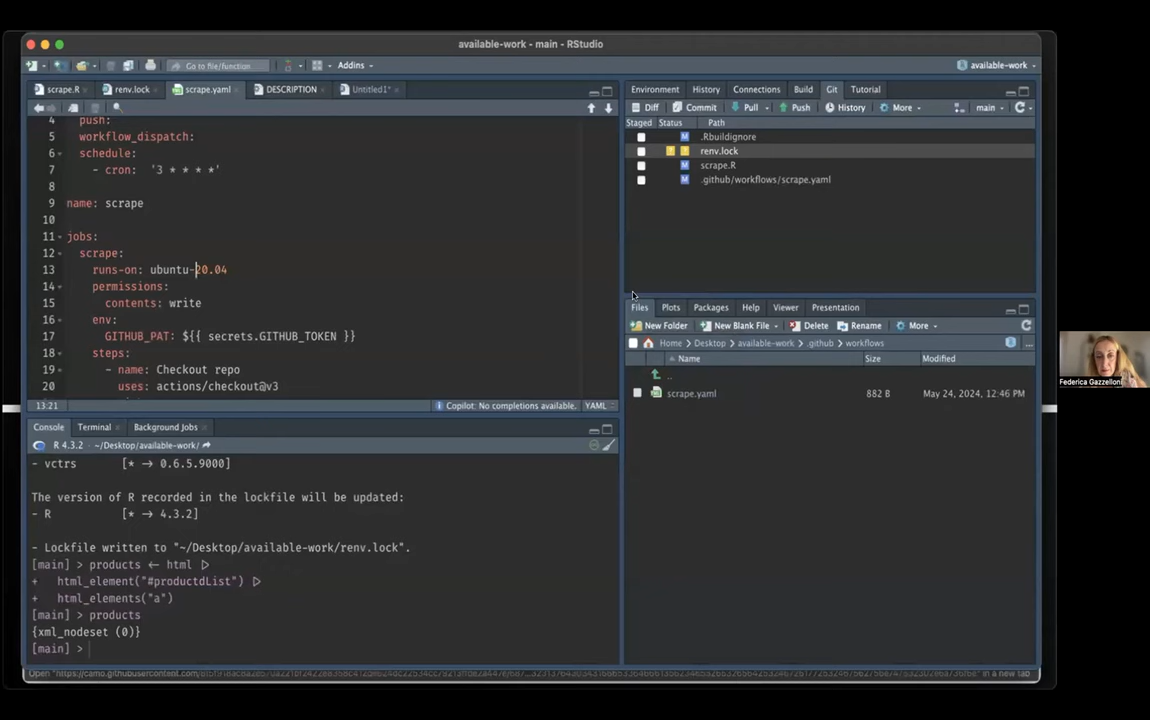 available-work - main - RStudio
Go to file/function
Addins
available-work
scrape.R
renv.lock
scrape.yaml
DESCRIPTION
Untitled1*
4 push:
5 workflow_dispatch:
6 schedule:
7 - cron: '3 * * * *'
8
9 name: scrape
10
11 jobs:
12 scrape:
13 runs-on: ubuntu-20.04
14 permissions:
15 contents: write
16 env:
17 GITHUB_PAT: ${{ secrets.GITHUB_TOKEN }}
18 steps:
19 - name: Checkout repo
20 uses: actions/checkout@v3
13:21
Copilot: No completions available.
YAML
Console Terminal Background Jobs
R 4.3.2 · ~/Desktop/available-work/
- vctrs [* → 0.6.5.9000]
The version of R recorded in the lockfile will be updated:
- R [* → 4.3.2]
- Lockfile written to "~/Desktop/available-work/renv.lock".
[main] > products <- html |>
+ html_element("#productdList") |>
+ html_elements("a")
[main] > products
{xml_nodeset (0)}
[main] >
Environment History Connections Build Git Tutorial
Diff Commit Pull Push History More main
Staged Status Path
M .Rbuildignore
renv.lock
M scrape.R
M .github/workflows/scrape.yaml
Files Plots Packages Help Viewer Presentation
New Folder New Blank File Delete Rename More
Home Desktop available-work .github workflows
Name Size Modified
..
scrape.yaml 882 B May 24, 2024, 12:46 PM
Federica Gazzelloni
in a new tab